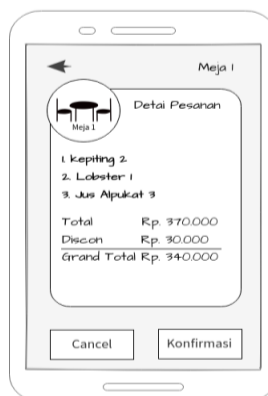 Meja 1
Detai Pesanan
Meja 1
1. Kepiting 2
2. Lobster 1
3. Jus Alpukat 3
Total Rp. 370.000
Discon Rp. 30.000
Grand Total Rp. 340.000
Cancel Konfirmasi